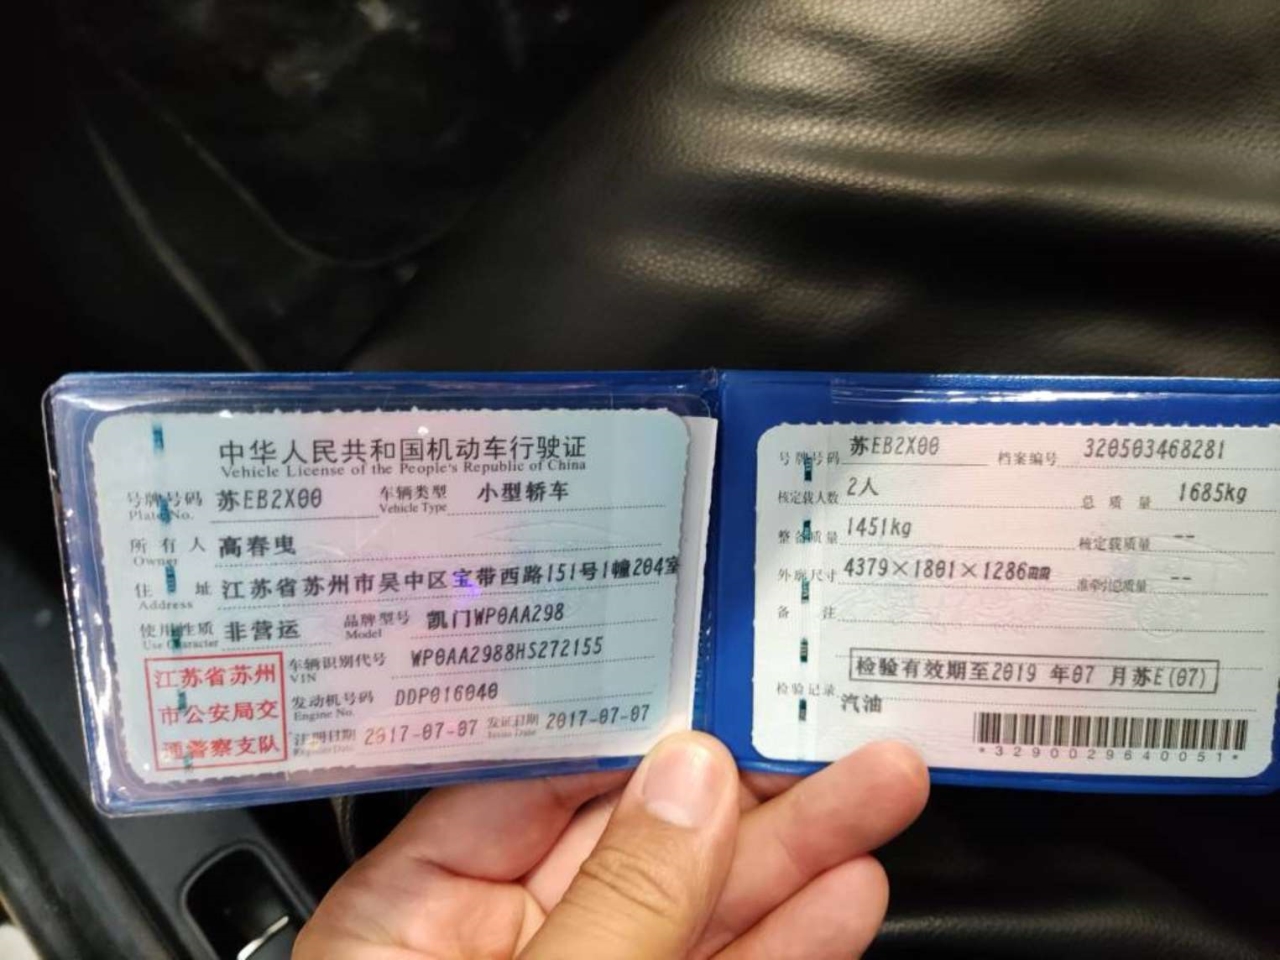 中华人民共和国机动车行驶证
Vehicle License of the People's Republic of China
号牌号码 苏EB2X00 车辆类型 小型轿车
Plate No. Vehicle Type
所有人 高春曳
Owner
住址 江苏省苏州市吴中区宝带西路151号1幢204室
Address
使用性质 非营运 品牌型号 凯门WP0AA298
Use Character Model
江苏省苏州
市公安局交
通警察支队
车辆识别代号 WP0AA2988HS272155
VIN
发动机号码 DDP016040
Engine No.
注册日期 2017-07-07 发证日期 2017-07-07
Register Date Issue Date
号牌号码 苏EB2X00 档案编号 320503468281
核定载人数 2人 总质量 1685kg
整备质量 1451kg 核定载质量 --
外廓尺寸 4379×1801×1286mm 准牵引总质量 --
备注
检验有效期至2019 年07 月苏E(07)
检验记录
汽油
*3290029640051*